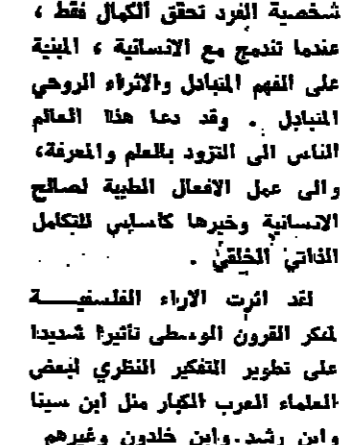 شخصية الفرد تحقق الكمال فقط ،
عندما تندمج مع الانسانية ، المبنية
على الفهم المتبادل والاثراء الروحي
المتبادل . وقد دعا هذا العالم
الناس الى التزود بالعلم والمعرفة،
والى عمل الافعال الطيبة لصالح
الانسانية وخيرها كأساس للتكامل
الذاتي الخلقي .
لقد اثرت الاراء الفلسفيـــة
لمفكر القرون الوسطى تأثيرا شديدا
على تطوير التفكير النظري لبعض
العلماء العرب الكبار مثل ابن سينا
وابن رشد وابن خلدون وغيرهم